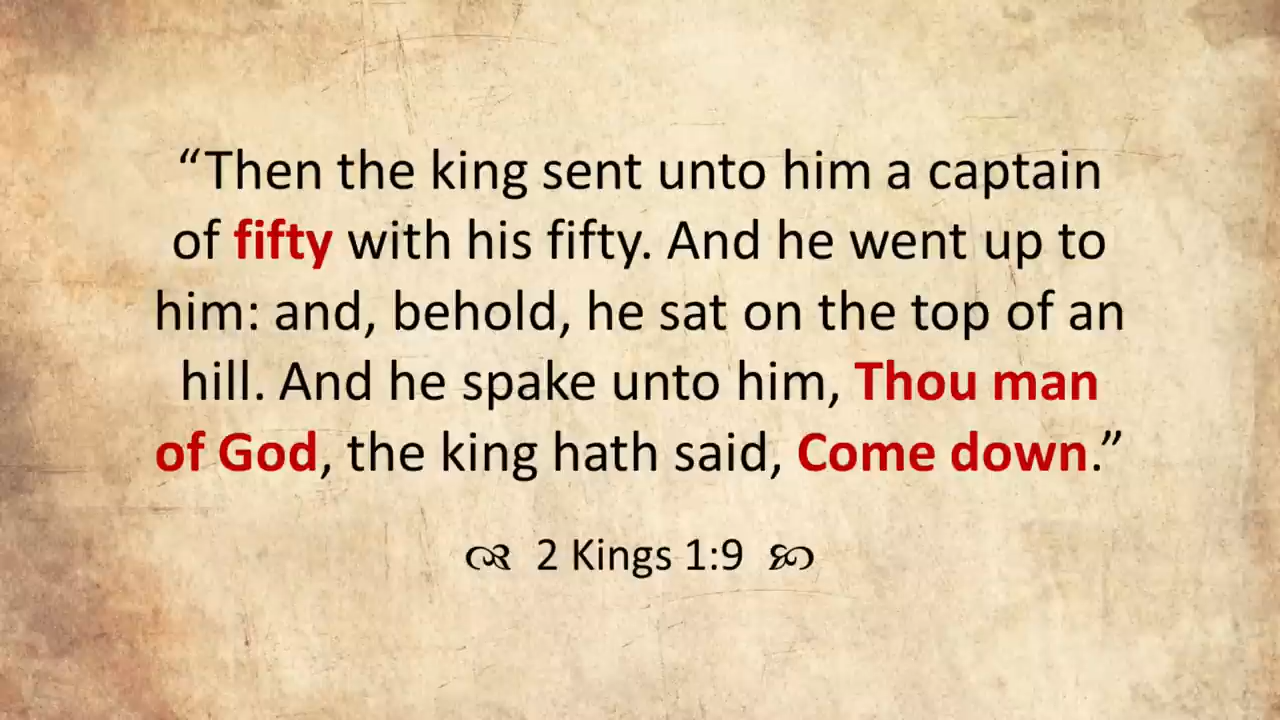 “Then the king sent unto him a captain
of fifty with his fifty. And he went up to
him: and, behold, he sat on the top of an
hill. And he spake unto him, Thou man
of God, the king hath said, Come down.”
2 Kings 1:9